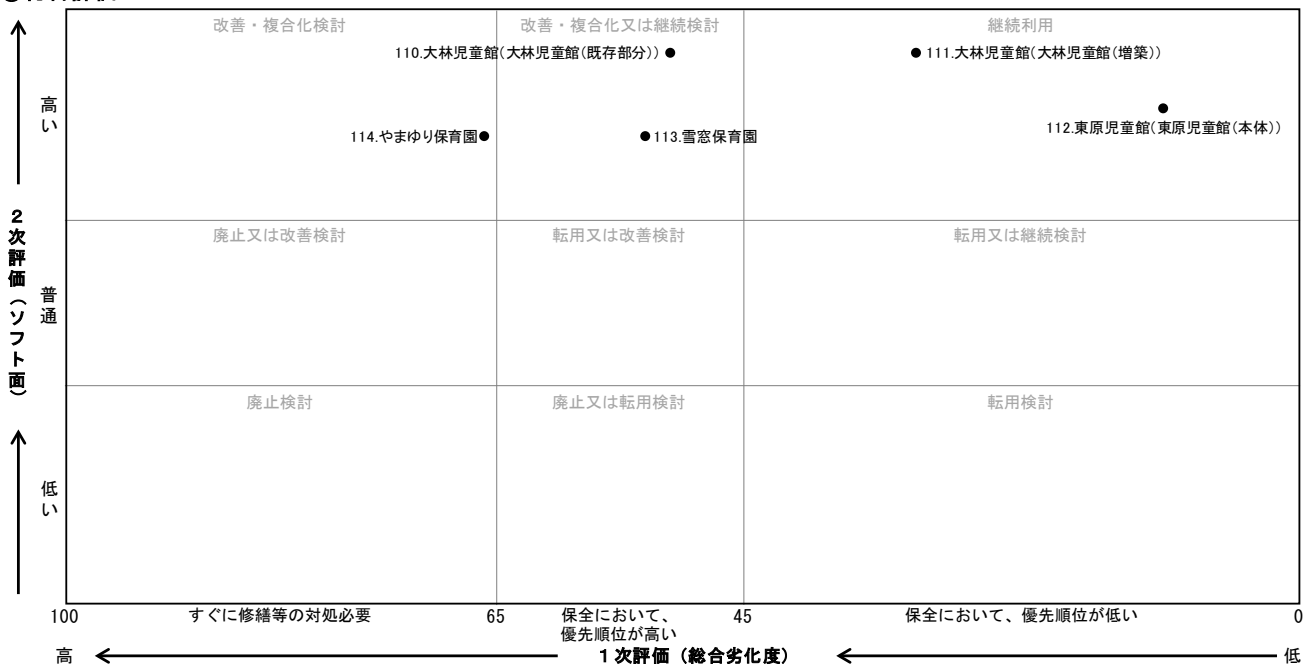 改善・複合化検討
改善・複合化又は継続検討
継続利用
110.大林児童館(大林児童館(既存部分))
111.大林児童館(大林児童館(増築))
112.東原児童館(東原児童館(本体))
114.やまゆり保育園
113.雪窓保育園
廃止又は改善検討
転用又は改善検討
転用又は継続検討
廃止検討
廃止又は転用検討
転用検討
2次評価(ソフト面)
高い
普通
低い
100
すぐに修繕等の対処必要
65
保全において、
優先順位が高い
45
保全において、優先順位が低い
0
高
1次評価(総合劣化度)
低